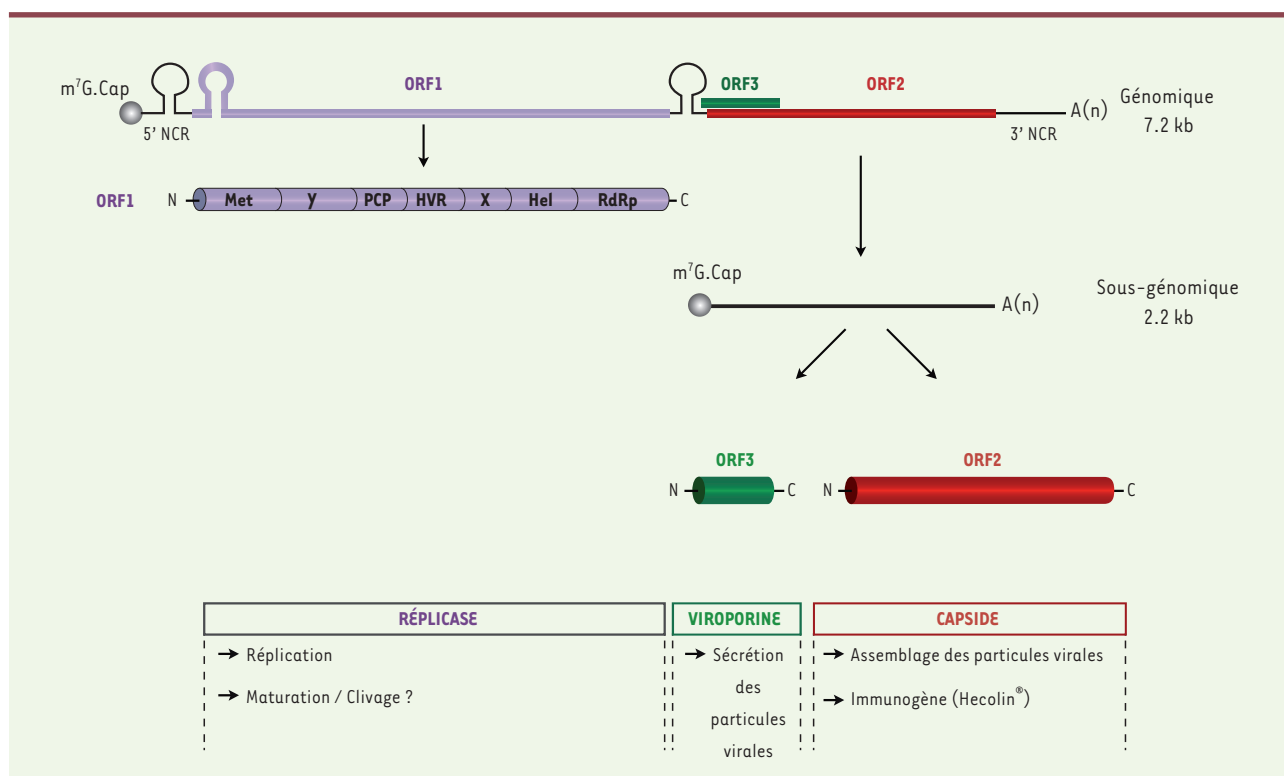 ORF1
ORF3
ORF2
m⁷G.Cap
5’ NCR
3’ NCR
A(n)
Génomique
7.2 kb
ORF1
N
Met
Y
PCP
HVR
X
Hel
RdRp
C
m⁷G.Cap
A(n)
Sous-génomique
2.2 kb
ORF3
ORF2
N
C
N
C
RÉPLICASE
→ Réplication
→ Maturation / Clivage ?
VIROPORINE
→ Sécrétion
des
particules
virales
CAPSIDE
→ Assemblage des particules virales
→ Immunogène (Hecolin®)